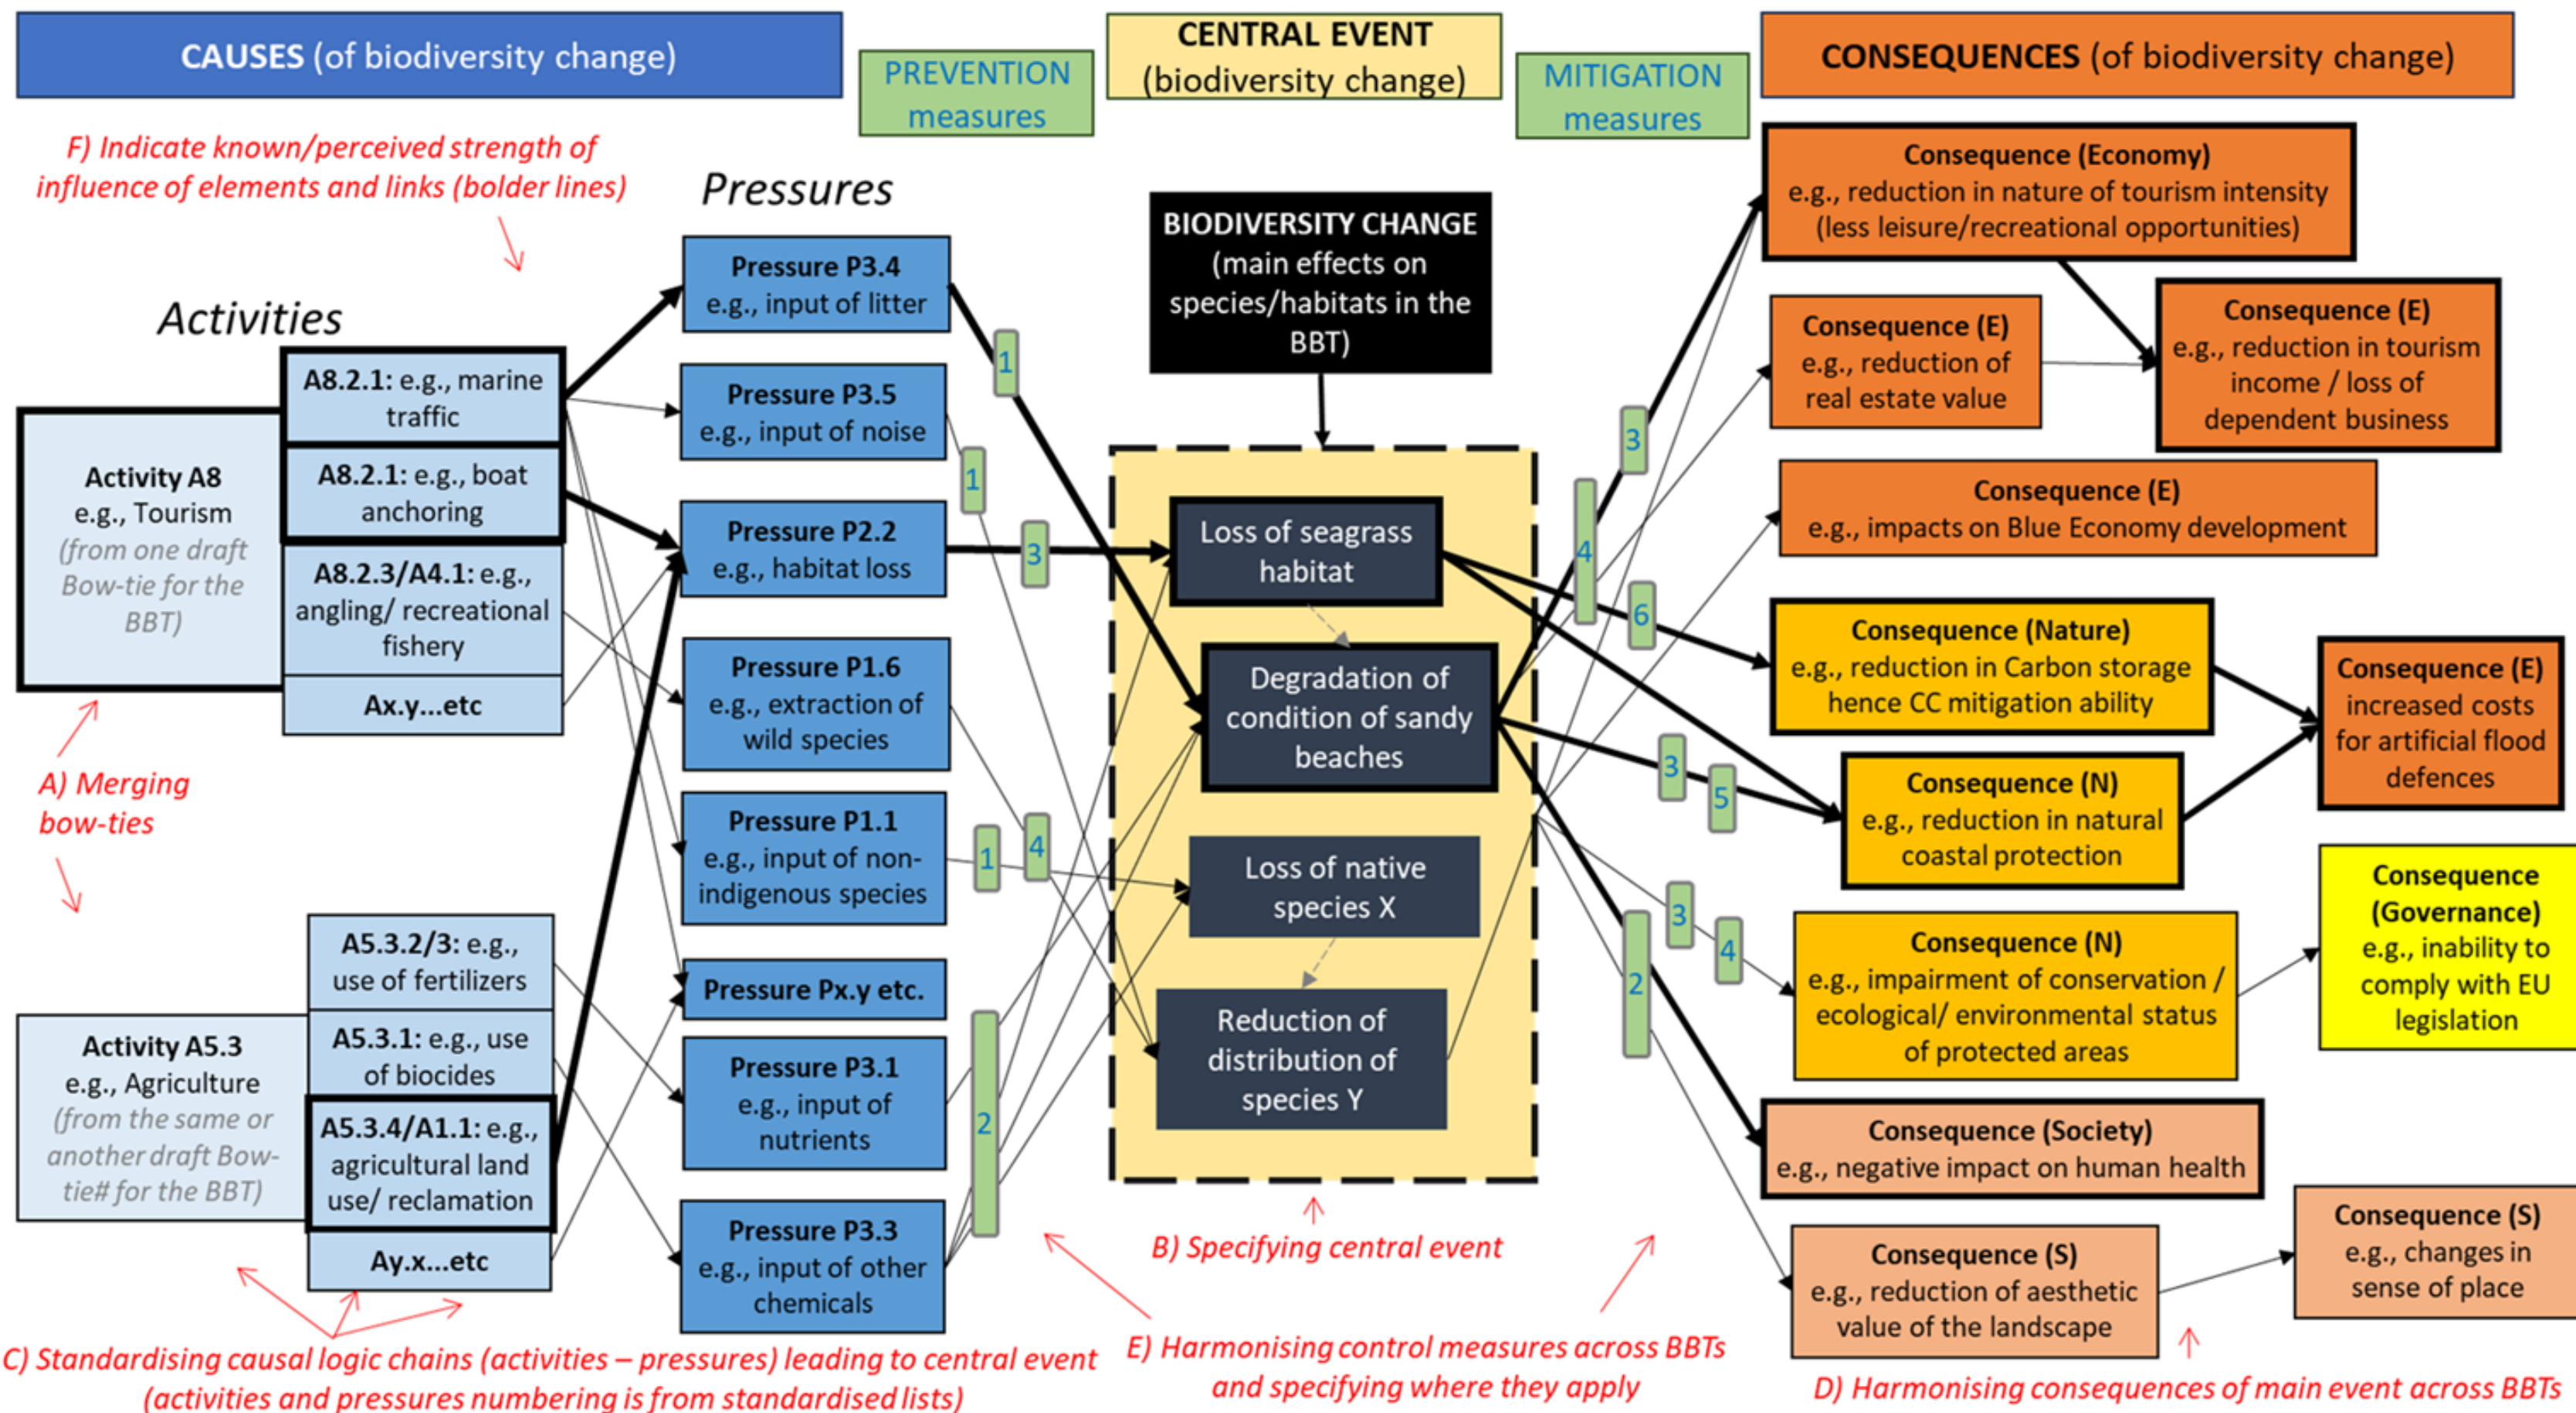 CAUSES (of biodiversity change)
PREVENTION
measures
CENTRAL EVENT
(biodiversity change)
MITIGATION
measures
CONSEQUENCES (of biodiversity change)
F) Indicate known/perceived strength of
influence of elements and links (bolder lines)
Activities
Activity A8
e.g., Tourism
(from one draft
Bow-tie for the
BBT)
A8.2.1: e.g., marine
traffic
A8.2.1: e.g., boat
anchoring
A8.2.3/A4.1: e.g.,
angling/ recreational
fishery
Ax.y...etc
A) Merging
bow-ties
Activity A5.3
e.g., Agriculture
(from the same or
another draft Bow-
tie# for the BBT)
A5.3.2/3: e.g.,
use of fertilizers
A5.3.1: e.g., use
of biocides
A5.3.4/A1.1: e.g.,
agricultural land
use/ reclamation
Ay.x...etc
C) Standardising causal logic chains (activities – pressures) leading to central event
(activities and pressures numbering is from standardised lists)
Pressures
Pressure P3.4
e.g., input of litter
Pressure P3.5
e.g., input of noise
Pressure P2.2
e.g., habitat loss
Pressure P1.6
e.g., extraction of
wild species
Pressure P1.1
e.g., input of non-
indigenous species
Pressure Px.y etc.
Pressure P3.1
e.g., input of
nutrients
Pressure P3.3
e.g., input of other
chemicals
1
1
3
1
4
2
BIODIVERSITY CHANGE
(main effects on
species/habitats in the
BBT)
Loss of seagrass
habitat
Degradation of
condition of sandy
beaches
Loss of native
species X
Reduction of
distribution of
species Y
B) Specifying central event
E) Harmonising control measures across BBTs
and specifying where they apply
3
4
6
3
5
3
4
2
Consequence (Economy)
e.g., reduction in nature of tourism intensity
(less leisure/recreational opportunities)
Consequence (E)
e.g., reduction of
real estate value
Consequence (E)
e.g., reduction in tourism
income / loss of
dependent business
Consequence (E)
e.g., impacts on Blue Economy development
Consequence (Nature)
e.g., reduction in Carbon storage
hence CC mitigation ability
Consequence (N)
e.g., reduction in natural
coastal protection
Consequence (E)
increased costs
for artificial flood
defences
Consequence (N)
e.g., impairment of conservation /
ecological/ environmental status
of protected areas
Consequence
(Governance)
e.g., inability to
comply with EU
legislation
Consequence (Society)
e.g., negative impact on human health
Consequence (S)
e.g., reduction of aesthetic
value of the landscape
Consequence (S)
e.g., changes in
sense of place
D) Harmonising consequences of main event across BBTs